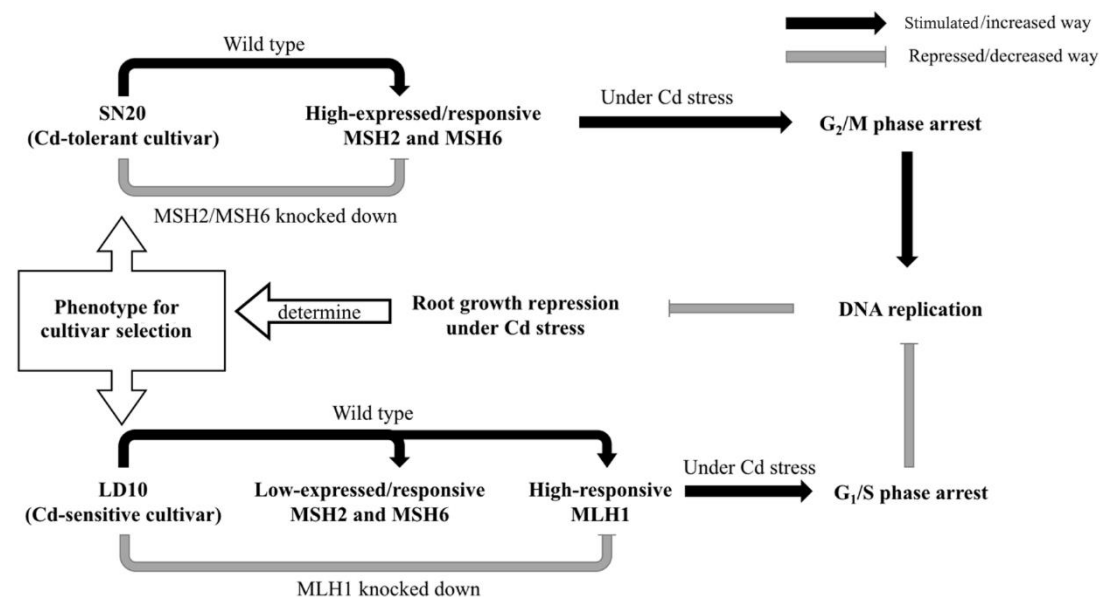 Stimulated/increased way
Repressed/decreased way
Wild type
SN20
(Cd-tolerant cultivar)
High-expressed/responsive
MSH2 and MSH6
Under Cd stress
G₂/M phase arrest
MSH2/MSH6 knocked down
Phenotype for
cultivar selection
determine
Root growth repression
under Cd stress
DNA replication
Wild type
LD10
(Cd-sensitive cultivar)
Low-expressed/responsive
MSH2 and MSH6
High-responsive
MLH1
Under Cd stress
G₁/S phase arrest
MLH1 knocked down